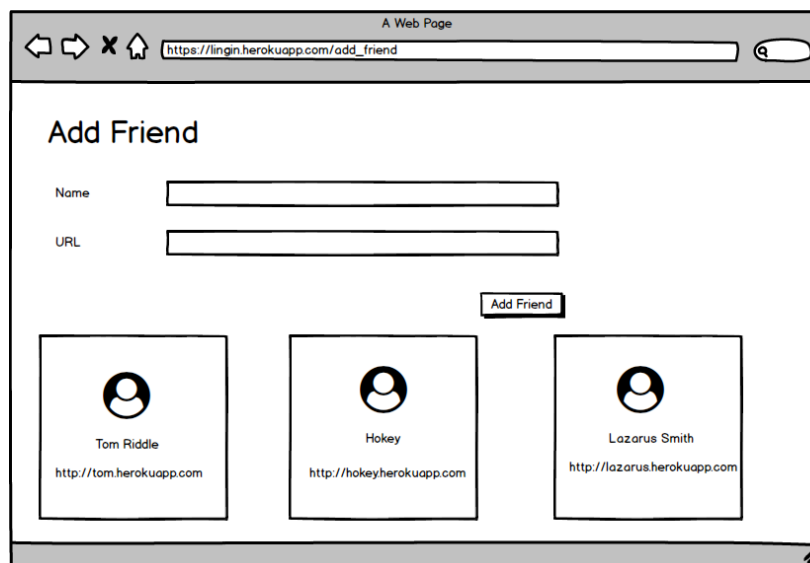 A Web Page
https://lingin.herokuapp.com/add_friend
Add Friend
Name
URL
Add Friend
Tom Riddle
http://tom.herokuapp.com
Hokey
http://hokey.herokuapp.com
Lazarus Smith
http://lazarus.herokuapp.com